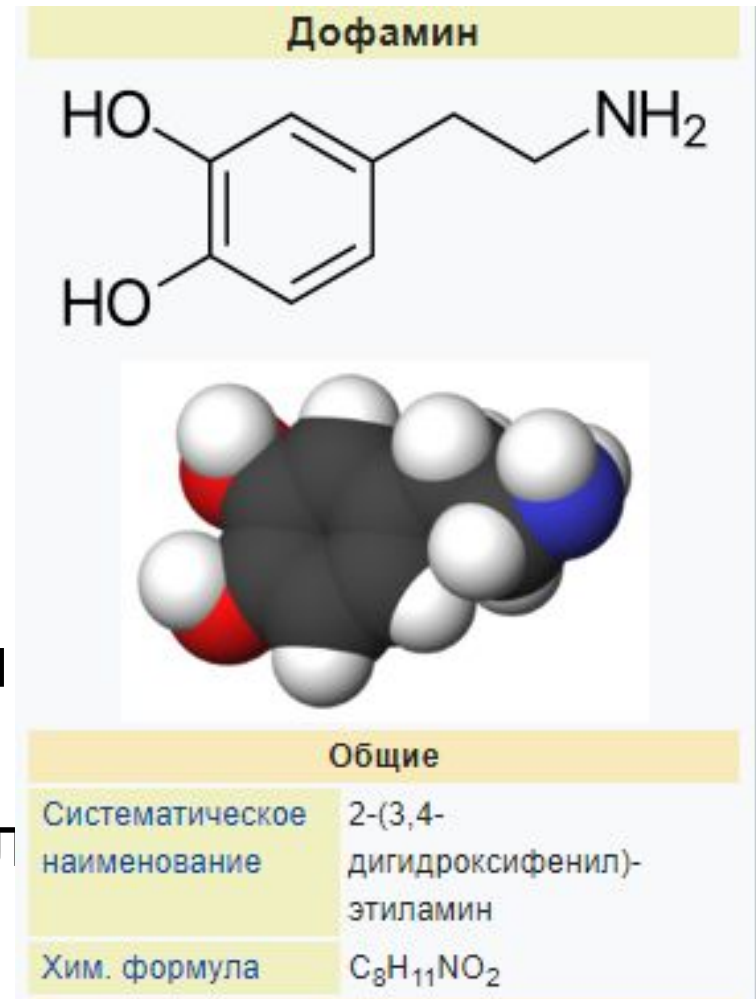 Дофамин
HO
NH₂
HO
Общие
Систематическое наименование
2-(3,4-
дигидроксифенил)-
этиламин
Хим. формула
C₈H₁₁NO₂